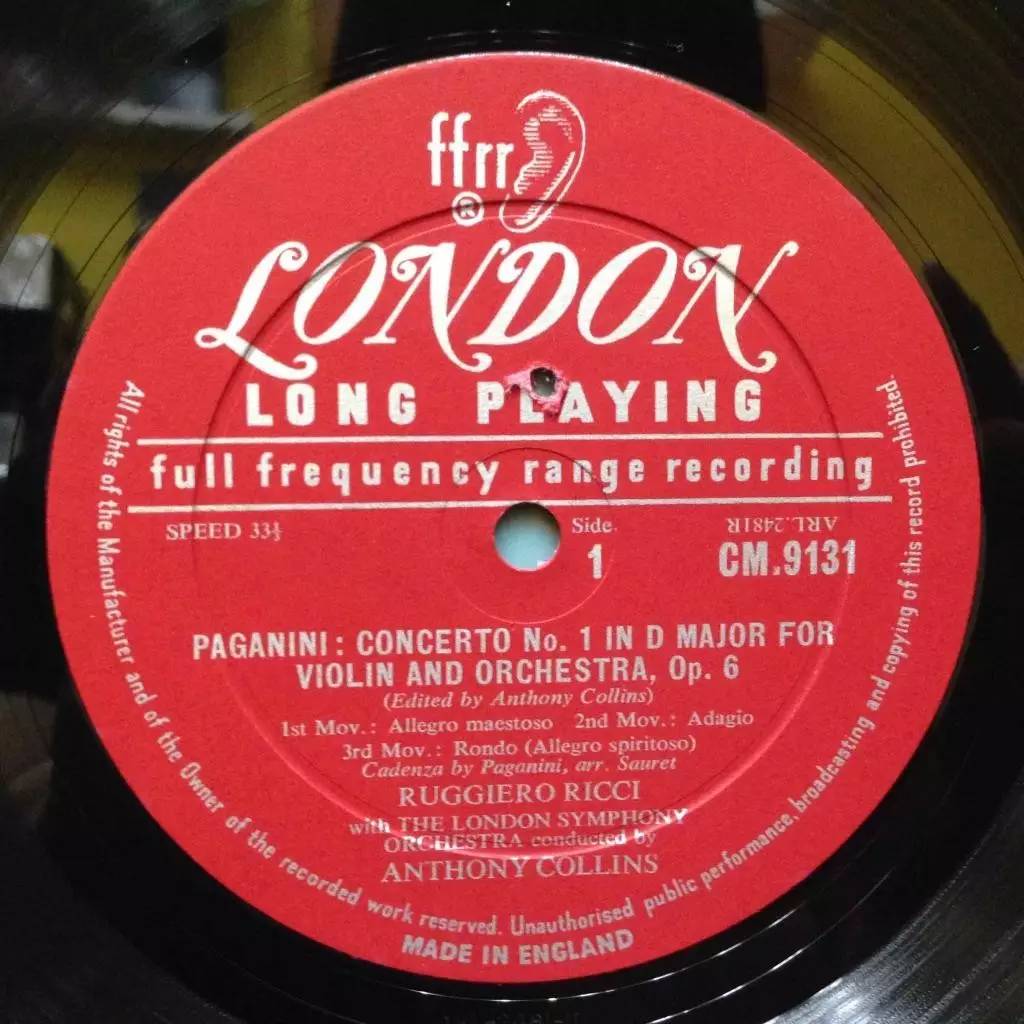 ffrr
®
LONDON
LONG PLAYING
full frequency range recording
SPEED 33⅓
Side
1
ARL.2481R
CM.9131
PAGANINI : CONCERTO No. 1 IN D MAJOR FOR
VIOLIN AND ORCHESTRA, Op. 6
(Edited by Anthony Collins)
1st Mov.: Allegro maestoso 2nd Mov.: Adagio
3rd Mov.: Rondo (Allegro spiritoso)
Cadenza by Paganini, arr. Sauret
RUGGIERO RICCI
with THE LONDON SYMPHONY
ORCHESTRA conducted by
ANTHONY COLLINS
All rights of the Manufacturer and of the Owner of the recorded work reserved. Unauthorised public performance, broadcasting and copying of this record prohibited.
MADE IN ENGLAND